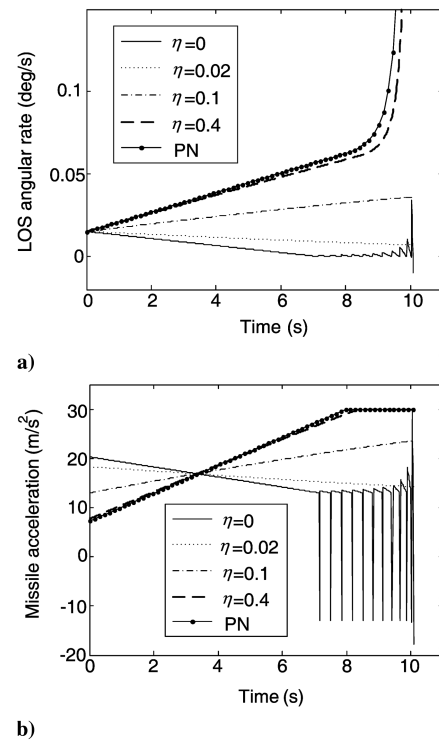 0.1
0.05
0
LOS angular rate (deg/s)
η=0
η=0.02
η=0.1
η=0.4
PN
0 2 4 6 8 10
Time (s)
a)
30
20
10
0
-10
-20
Missile acceleration (m/s²)
η=0
η=0.02
η=0.1
η=0.4
PN
0 2 4 6 8 10
Time (s)
b)